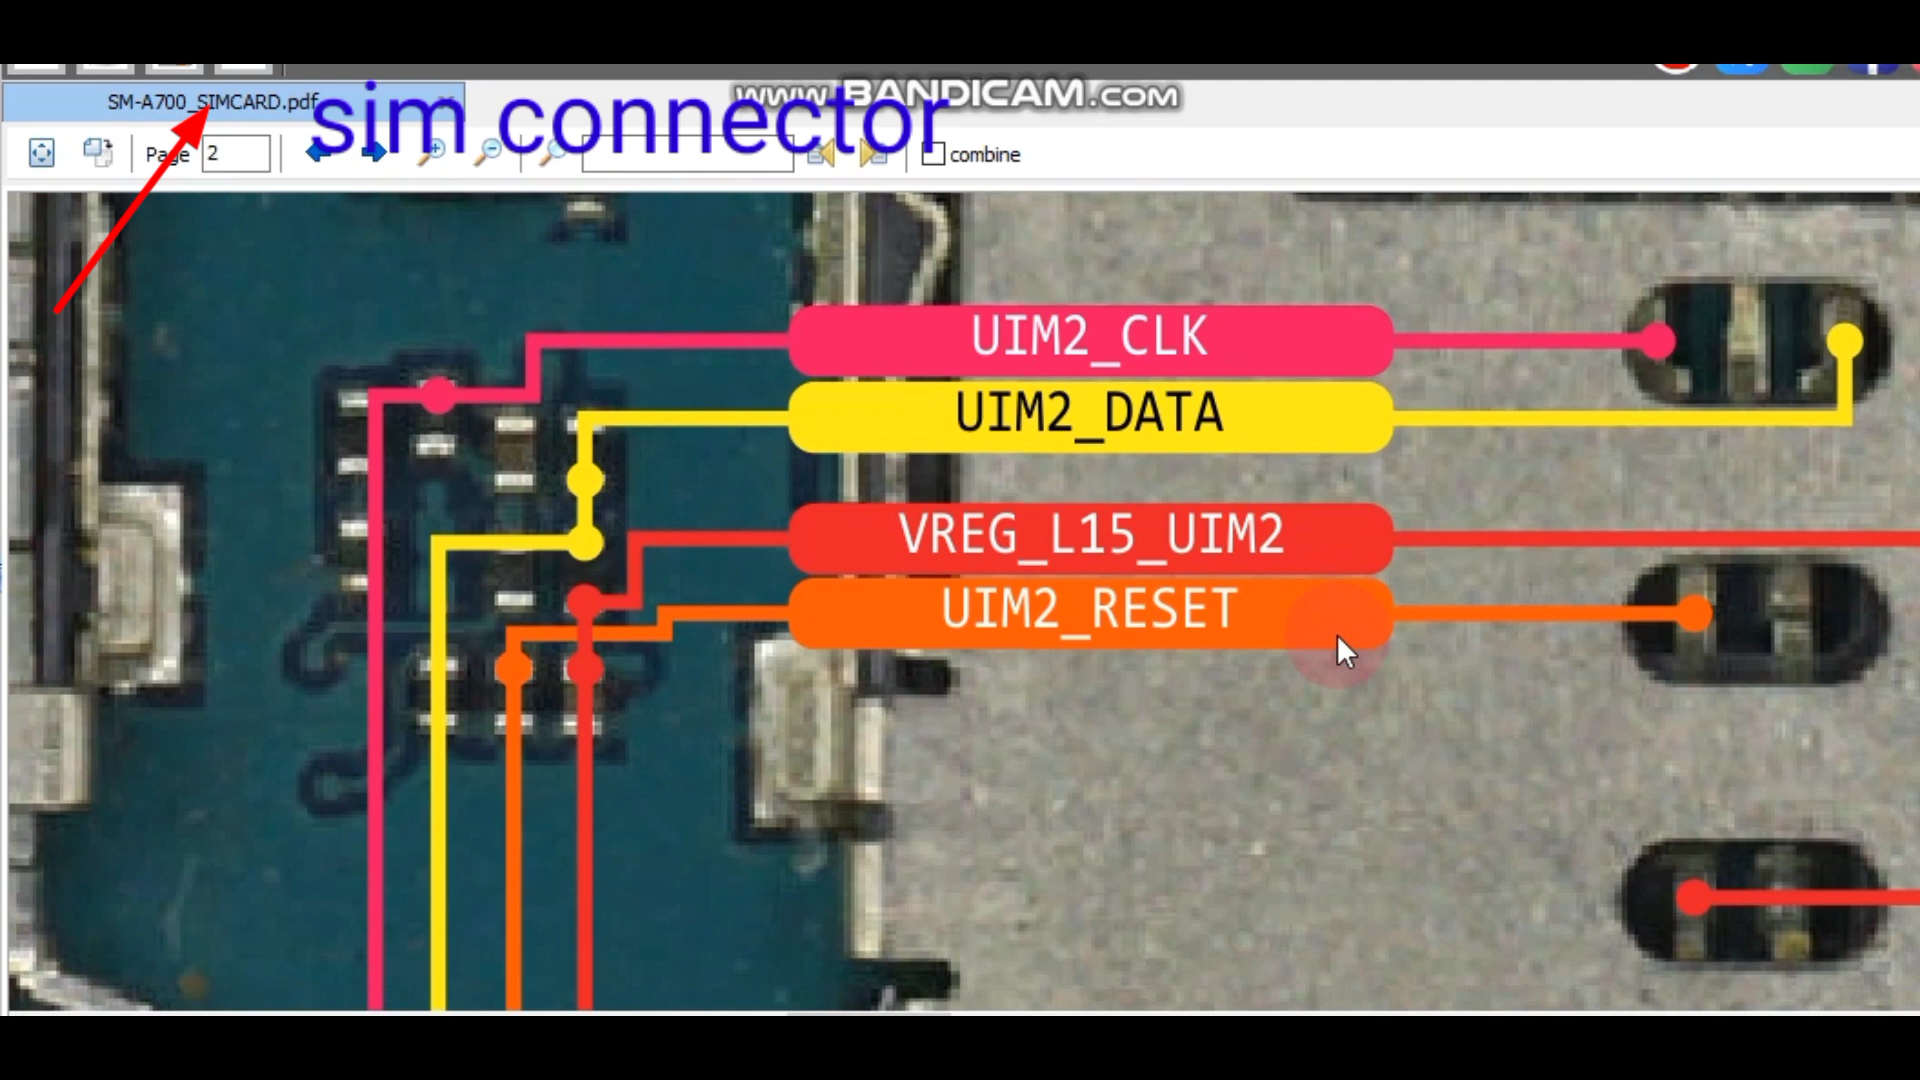 www.BANDICAM.com
SM-A700_SIMCARD.pdf
sim connector
Page 2
combine
UIM2_CLK
UIM2_DATA
VREG_L15_UIM2
UIM2_RESET